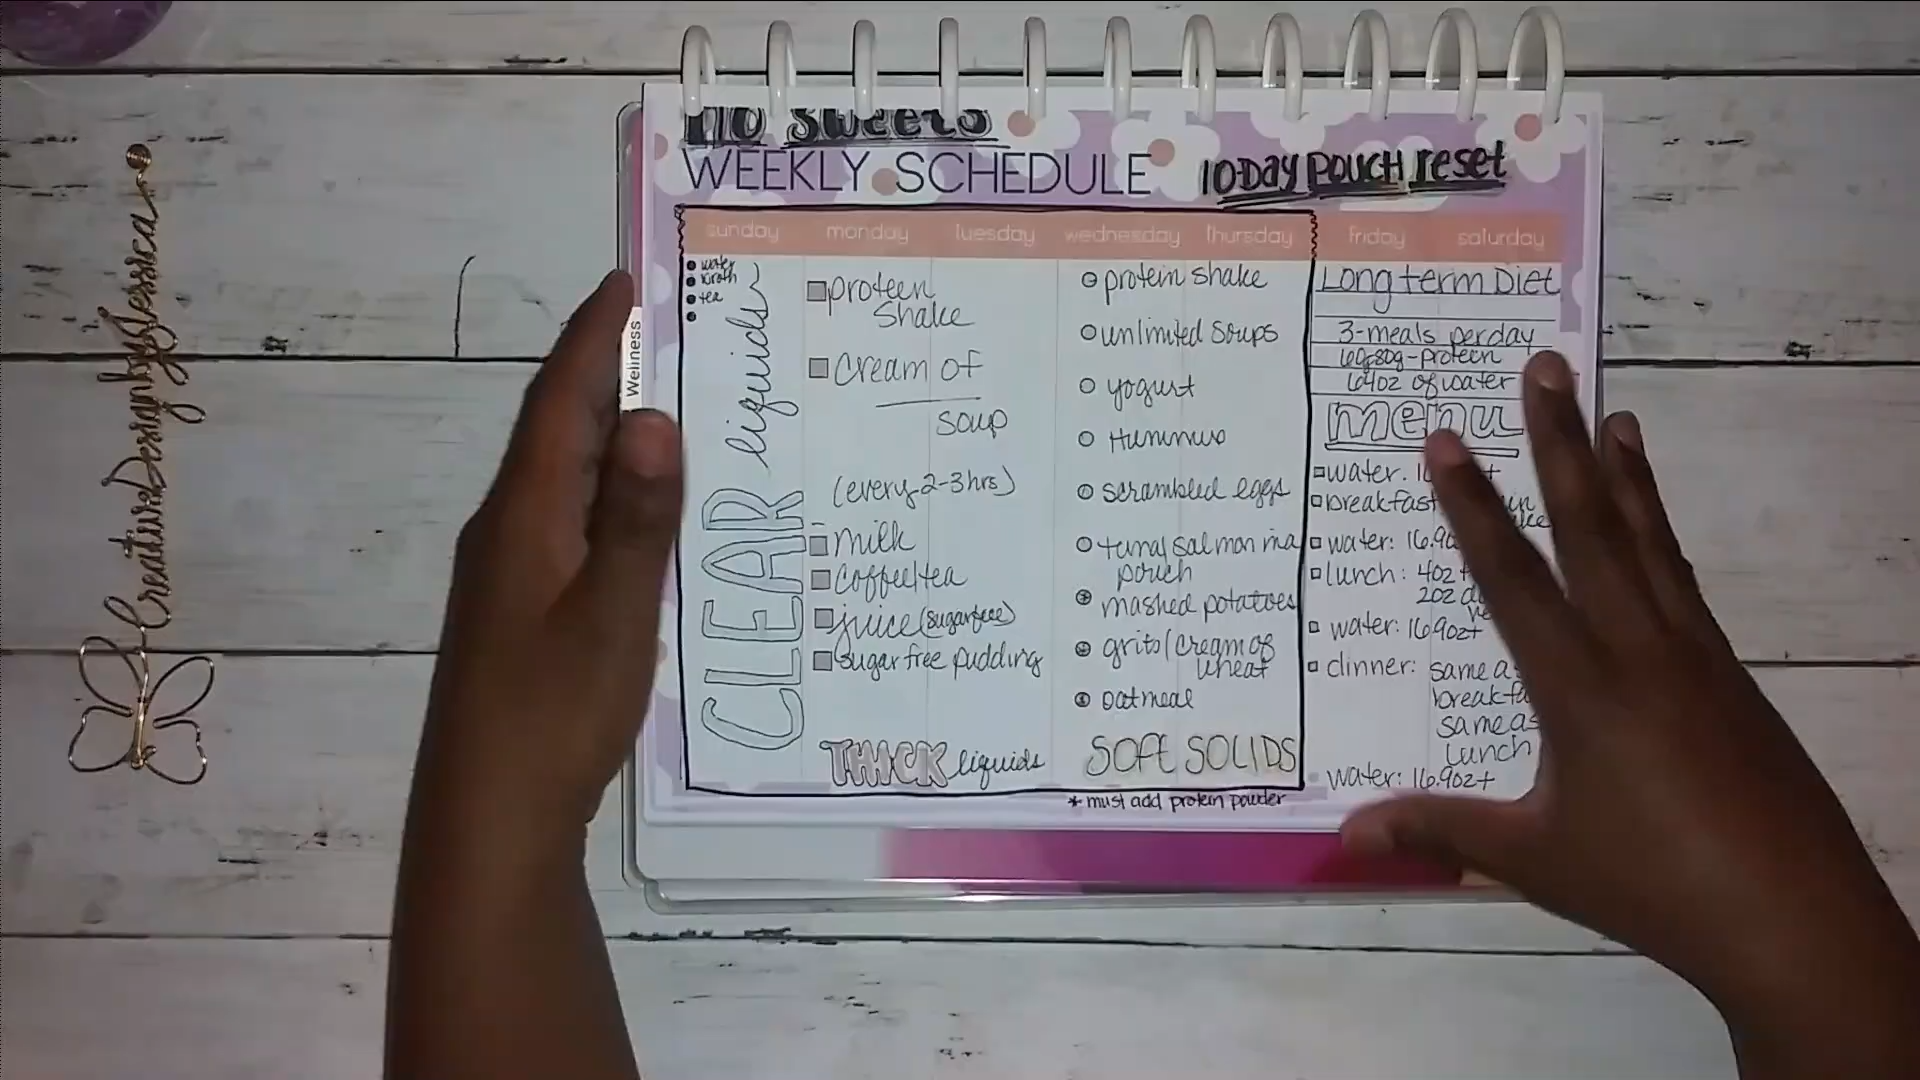 no sweets
WEEKLY SCHEDULE
10 Day pouch reset
sunday monday tuesday wednesday thursday friday saturday
water
broth
tea
CLEAR liquids
protein
shake
cream of
soup
(every 2-3hrs)
milk
coffee/tea
juice (sugarfree)
sugar free pudding
THICK liquids
protein shake
unlimited soups
yogurt
Hummus
scrambled eggs
tuna/salmon in a
pouch
mashed potatoes
grits/cream of
wheat
oatmeal
SOFT SOLIDS
* must add protein powder
Long term Diet
3-meals per day
60g-80g-protein
64oz of water
menu
water.
breakfast
water: 16.9oz
lunch: 4oz
2oz
water: 16.9oz+
dinner: same as
breakfa
same as
lunch
water: 16.9oz+
Wellness
CreativeDesignbyJessica